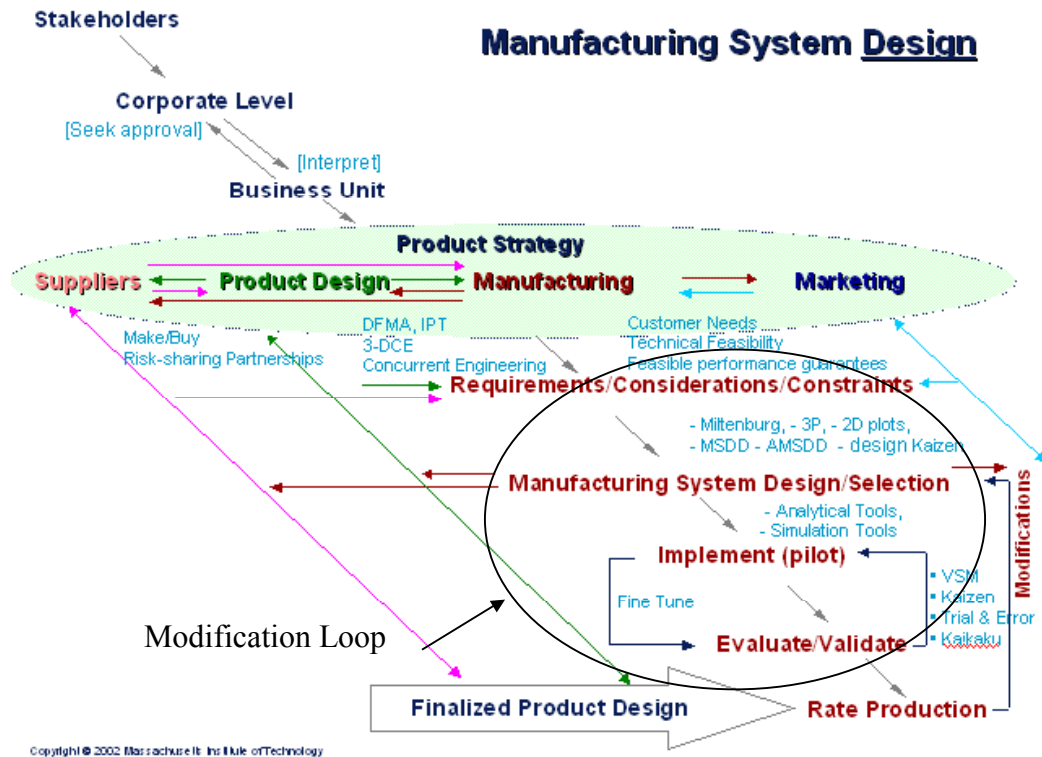 Stakeholders
Manufacturing System Design
Corporate Level
[Seek approval]
[Interpret]
Business Unit
Product Strategy
Suppliers
Product Design
Manufacturing
Marketing
Make/Buy
Risk-sharing Partnerships
DFMA, IPT
3-DCE
Concurrent Engineering
Customer Needs
Technical Feasibility
Feasible performance guarantees
Requirements/Considerations/Constraints
- Miltenburg, - 3P, - 2D plots,
- MSDD - AMSDD - design Kaizen
Manufacturing System Design/Selection
- Analytical Tools,
- Simulation Tools
Modifications
Implement (pilot)
Fine Tune
▪ VSM
▪ Kaizen
▪ Trial & Error
▪ Kaikaku
Modification Loop
Evaluate/Validate
Finalized Product Design
Rate Production
Copyright © 2002 Massachusetts Institute of Technology